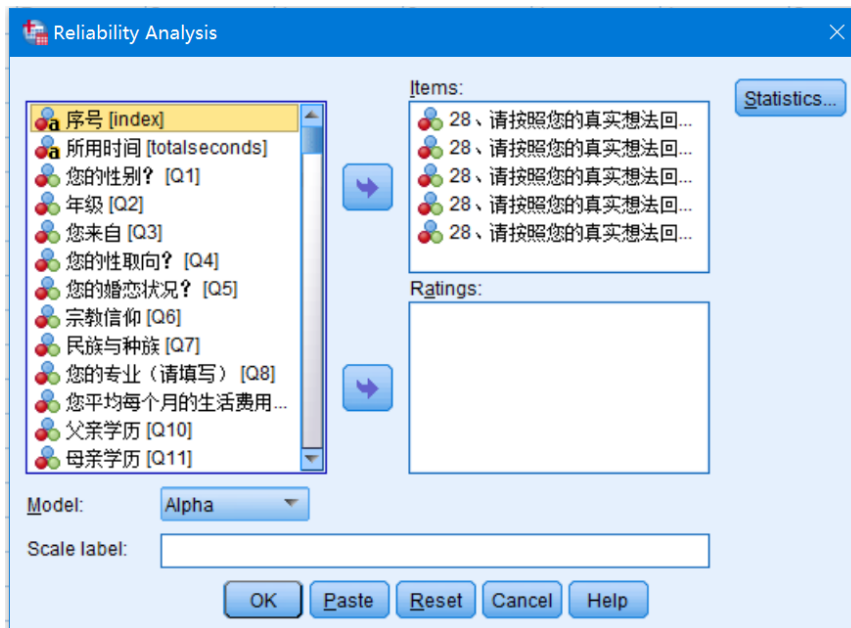 Reliability Analysis
Items:
Statistics...
序号 [index]
所用时间 [totalseconds]
您的性别？ [Q1]
年级 [Q2]
您来自 [Q3]
您的性取向？ [Q4]
您的婚恋状况？ [Q5]
宗教信仰 [Q6]
民族与种族 [Q7]
您的专业（请填写） [Q8]
您平均每个月的生活费用...
父亲学历 [Q10]
母亲学历 [Q11]
28、请按照您的真实想法回...
28、请按照您的真实想法回...
28、请按照您的真实想法回...
28、请按照您的真实想法回...
28、请按照您的真实想法回...
Ratings:
Model:
Alpha
Scale label:
OK
Paste
Reset
Cancel
Help